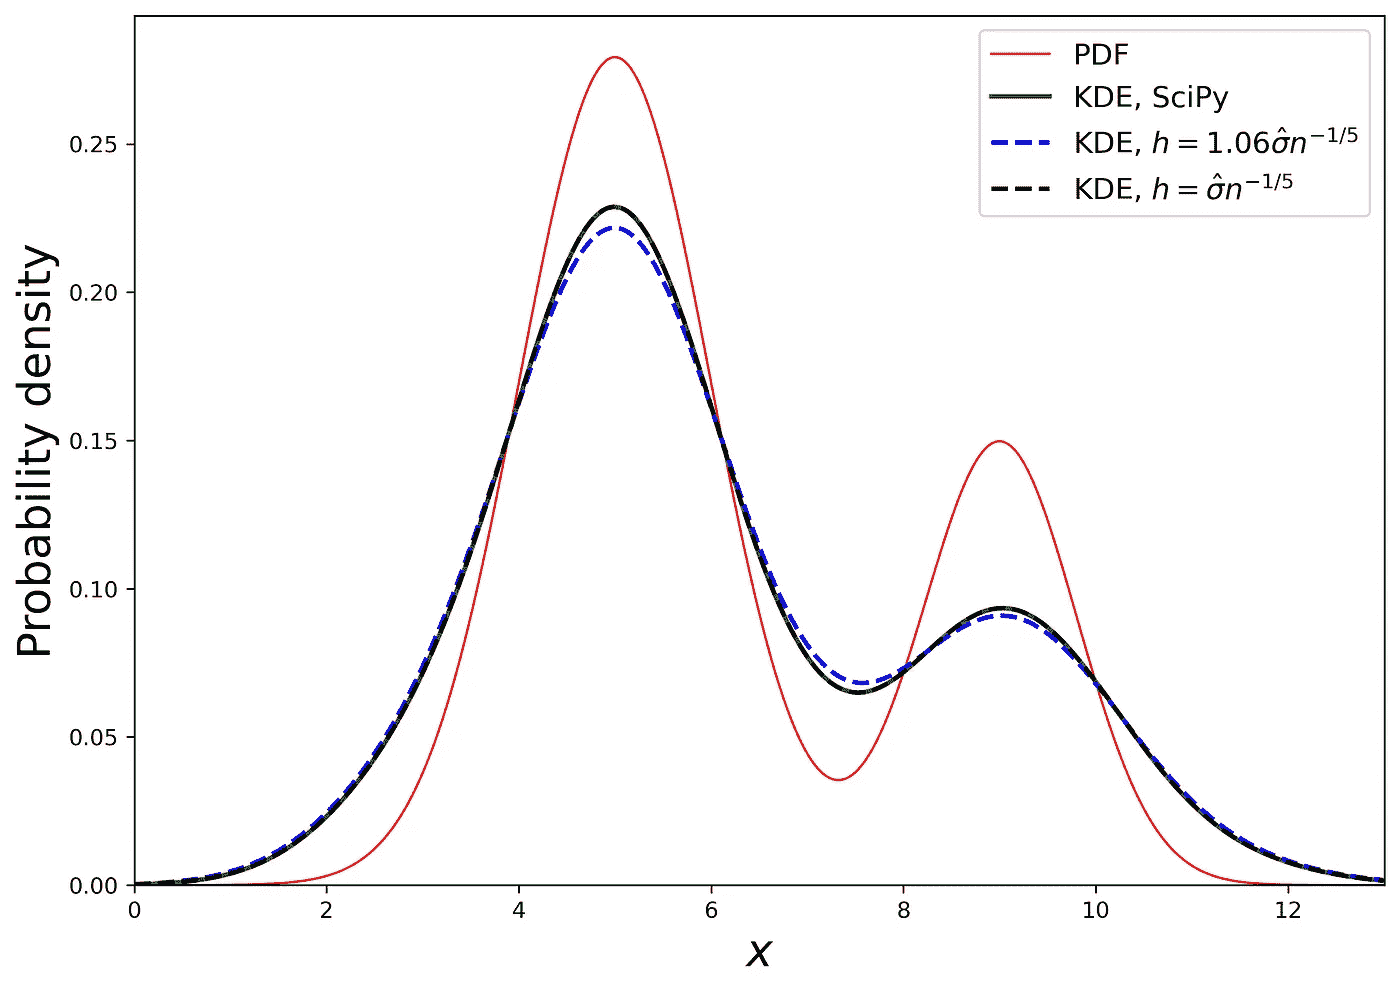 PDF
KDE, SciPy
KDE, h = 1.06σ̂n⁻¹/⁵
KDE, h = σ̂n⁻¹/⁵
Probability density
0.25
0.20
0.15
0.10
0.05
0.00
0 2 4 6 8 10 12
x